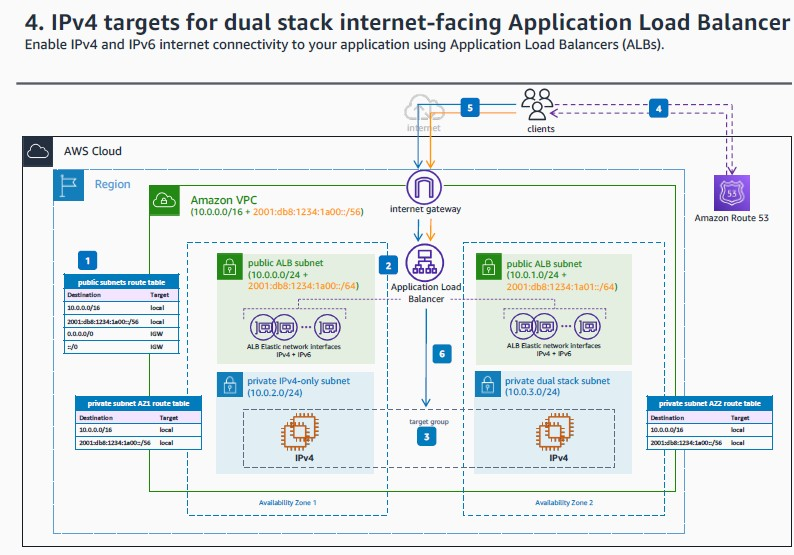 4. IPv4 targets for dual stack internet-facing Application Load Balancer
Enable IPv4 and IPv6 internet connectivity to your application using Application Load Balancers (ALBs).
5
4
internet
clients
AWS Cloud
Region
Amazon VPC
(10.0.0.0/16 + 2001:db8:1234:1a00::/56)
internet gateway
53
Amazon Route 53
1
public subnets route table
Destination Target
10.0.0.0/16 local
2001:db8:1234:1a00::/56 local
0.0.0.0/0 IGW
::/0 IGW
public ALB subnet
(10.0.0.0/24 +
2001:db8:1234:1a00::/64)
ALB Elastic network interfaces
IPv4 + IPv6
2
Application Load
Balancer
public ALB subnet
(10.0.1.0/24 +
2001:db8:1234:1a01::/64)
ALB Elastic network interfaces
IPv4 + IPv6
6
private subnet AZ1 route table
Destination Target
10.0.0.0/16 local
2001:db8:1234:1a00::/56 local
private IPv4-only subnet
(10.0.2.0/24)
IPv4
target group
3
private dual stack subnet
(10.0.3.0/24)
IPv4
private subnet AZ2 route table
Destination Target
10.0.0.0/16 local
2001:db8:1234:1a00::/56 local
Availability Zone 1
Availability Zone 2